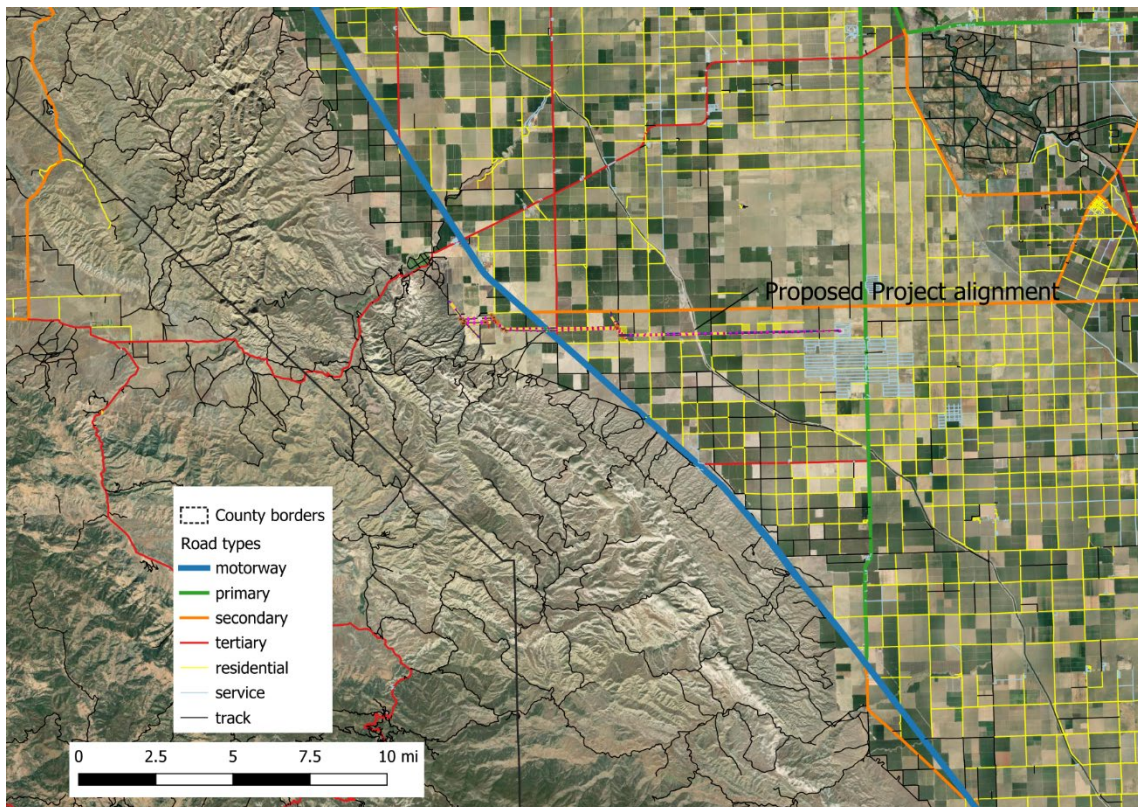 Proposed Project alignment
County borders
Road types
motorway
primary
secondary
tertiary
residential
service
track
0 2.5 5 7.5 10 mi